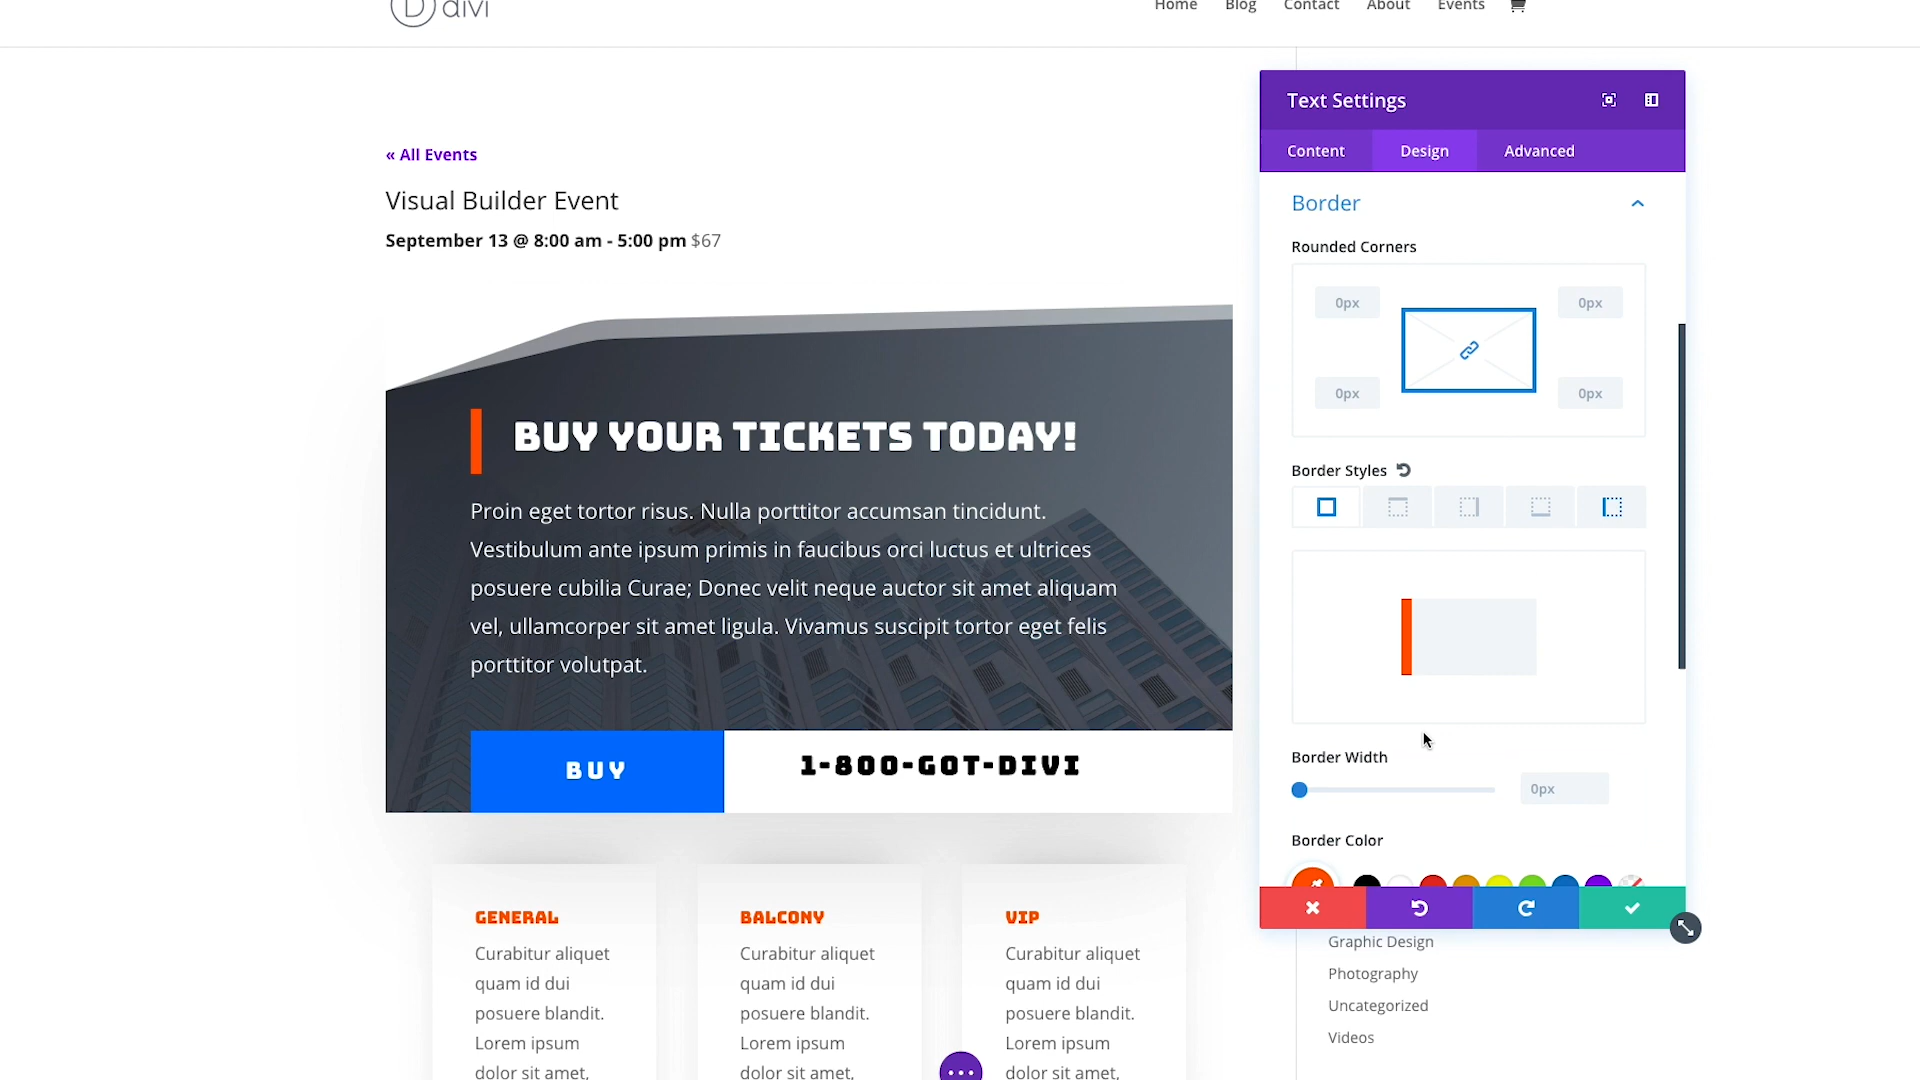 divi
Home Blog Contact About Events
« All Events
Visual Builder Event
September 13 @ 8:00 am - 5:00 pm $67
BUY YOUR TICKETS TODAY!
Proin eget tortor risus. Nulla porttitor accumsan tincidunt.
Vestibulum ante ipsum primis in faucibus orci luctus et ultrices
posuere cubilia Curae; Donec velit neque auctor sit amet aliquam
vel, ullamcorper sit amet ligula. Vivamus suscipit tortor eget felis
porttitor volutpat.
BUY
1-800-GOT-DIVI
GENERAL
Curabitur aliquet
quam id dui
posuere blandit.
Lorem ipsum
dolor sit amet,
BALCONY
Curabitur aliquet
quam id dui
posuere blandit.
Lorem ipsum
dolor sit amet,
VIP
Curabitur aliquet
quam id dui
posuere blandit.
Lorem ipsum
dolor sit amet,
Text Settings
Content Design Advanced
Border
Rounded Corners
0px 0px
0px 0px
Border Styles
Border Width
0px
Border Color
Graphic Design
Photography
Uncategorized
Videos